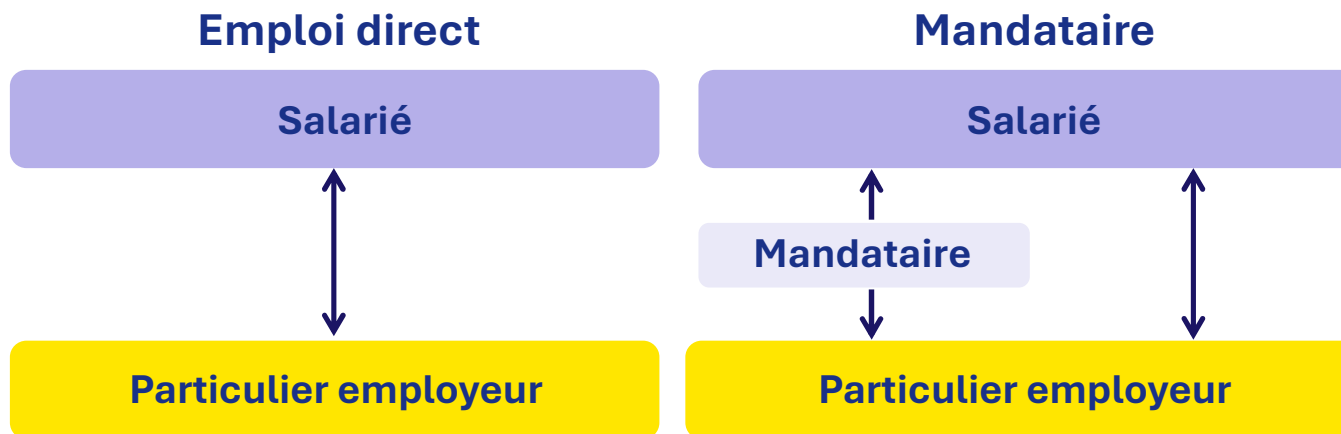 Emploi direct
Salarié
Particulier employeur
Mandataire
Salarié
Mandataire
Particulier employeur